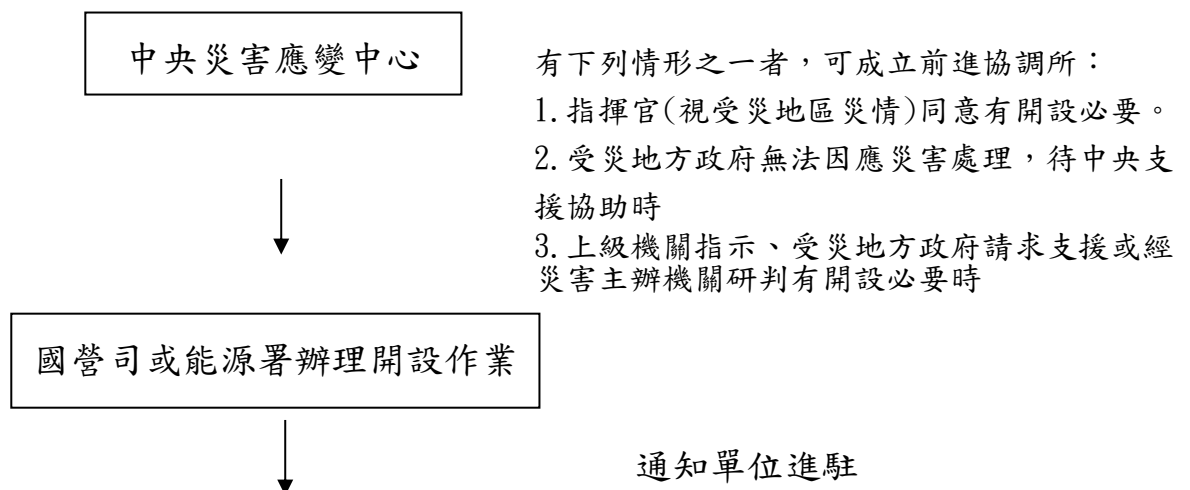 中央災害應變中心
有下列情形之一者，可成立前進協調所：
1.指揮官(視受災地區災情)同意有開設必要。
2.受災地方政府無法因應災害處理，待中央支
援協助時
3.上級機關指示、受災地方政府請求支援或經
災害主辦機關研判有開設必要時
國營司或能源署辦理開設作業
通知單位進駐